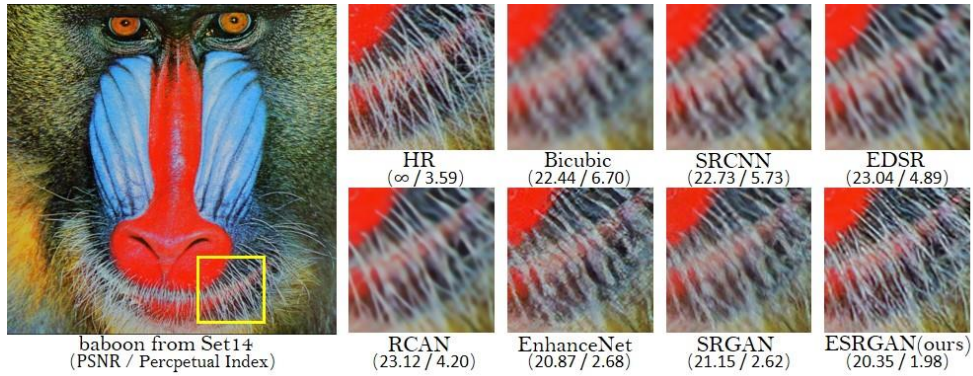 HR
(∞ / 3.59)
Bicubic
(22.44 / 6.70)
SRCNN
(22.73 / 5.73)
EDSR
(23.04 / 4.89)
baboon from Set14
(PSNR / Percpetual Index)
RCAN
(23.12 / 4.20)
EnhanceNet
(20.87 / 2.68)
SRGAN
(21.15 / 2.62)
ESRGAN(ours)
(20.35 / 1.98)